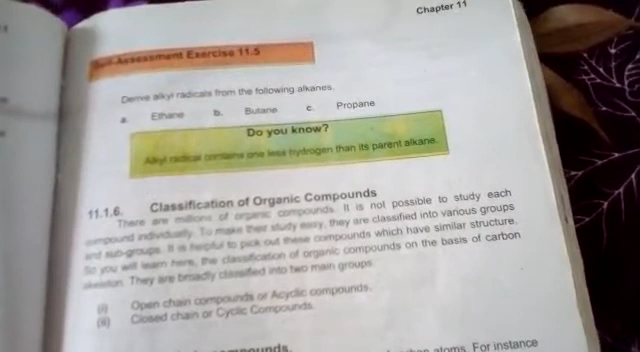 Chapter 11
Self-Assessment Exercise 11.5
Derive alkyl radicals from the following alkanes.
a. Ethane b. Butane c. Propane
Do you know?
Alkyl radical contains one less hydrogen than its parent alkane.
11.1.6. Classification of Organic Compounds
There are millions of organic compounds. It is not possible to study each
compound individually. To make their study easy, they are classified into various groups
and sub-groups. It is helpful to pick out these compounds which have similar structure.
So you will learn here, the classification of organic compounds on the basis of carbon
skeleton. They are broadly classified into two main groups.
(i) Open chain compounds or Acyclic compounds.
(ii) Closed chain or Cyclic Compounds.
atoms. For instance